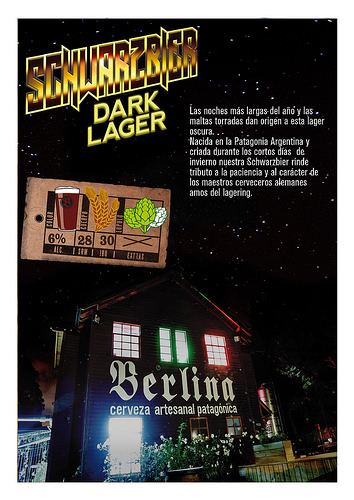 SCHWARZBIER
DARK
LAGER
Las noches más largas del año y las
maltas torradas dan origen a esta lager
oscura. . .
Nacida en la Patagonia Argentina y
criada durante los cortos días de
invierno nuestra Schwarzbier rinde
tributo a la paciencia y al carácter de
los maestros cerveceros alemanes
amos del lagering.
COLOR
6% 28 30
ALC. SRM IBU EXTRAS
Berlina
cerveza artesanal patagónica